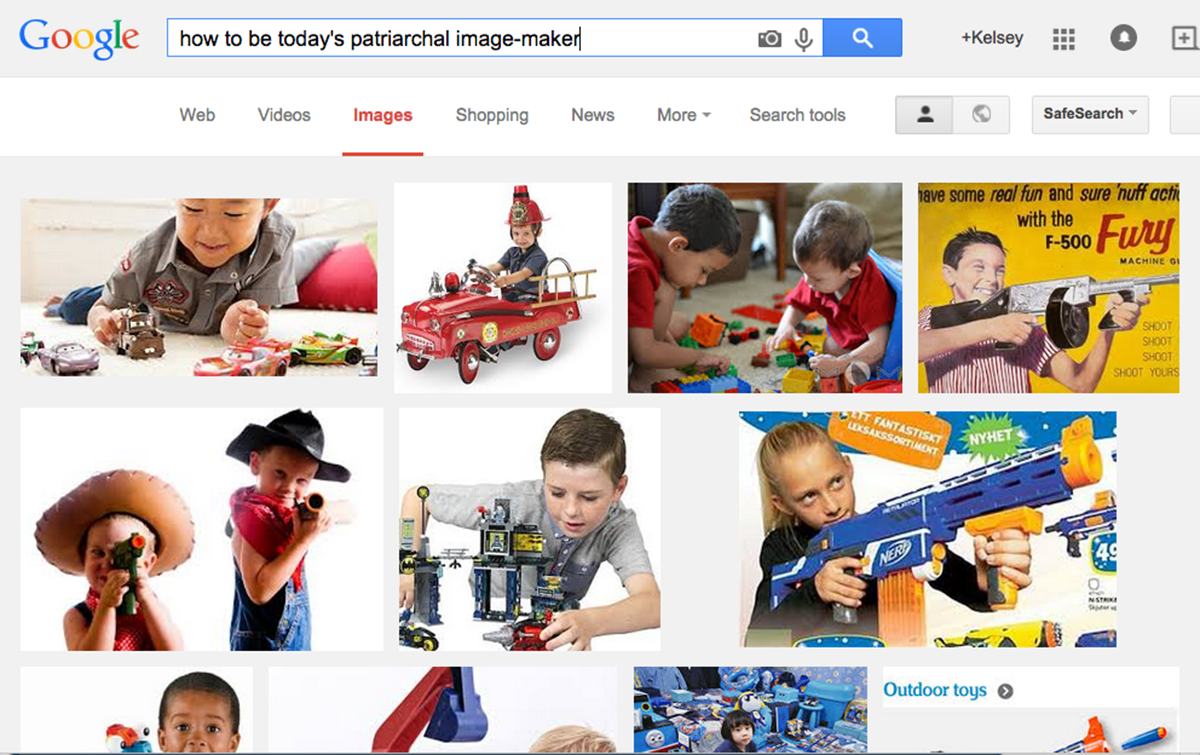 Google
how to be today's patriarchal image-maker
+Kelsey
Web
Videos
Images
Shopping
News
More
Search tools
SafeSearch
have some real fun and sure 'nuff
with the
F-500 Fury
MACHINE
SHOOT
SHOOT
SHOOT
SHOOT YOURS
ETT FANTASTISKT
LEKSAKSSORTIMENT
NYHET
RETALIATOR
NERF
49
N-STRIKE
Outdoor toys